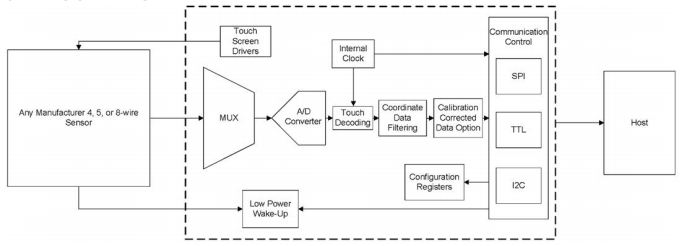 Touch
Screen
Drivers
Internal
Clock
Communication
Control
SPI
Any Manufacturer 4, 5, or 8-wire
Sensor
MUX
A/D
Converter
Touch
Decoding
Coordinate
Data
Filtering
Calibration
Corrected
Data Option
TTL
Host
Configuration
Registers
I2C
Low Power
Wake-Up